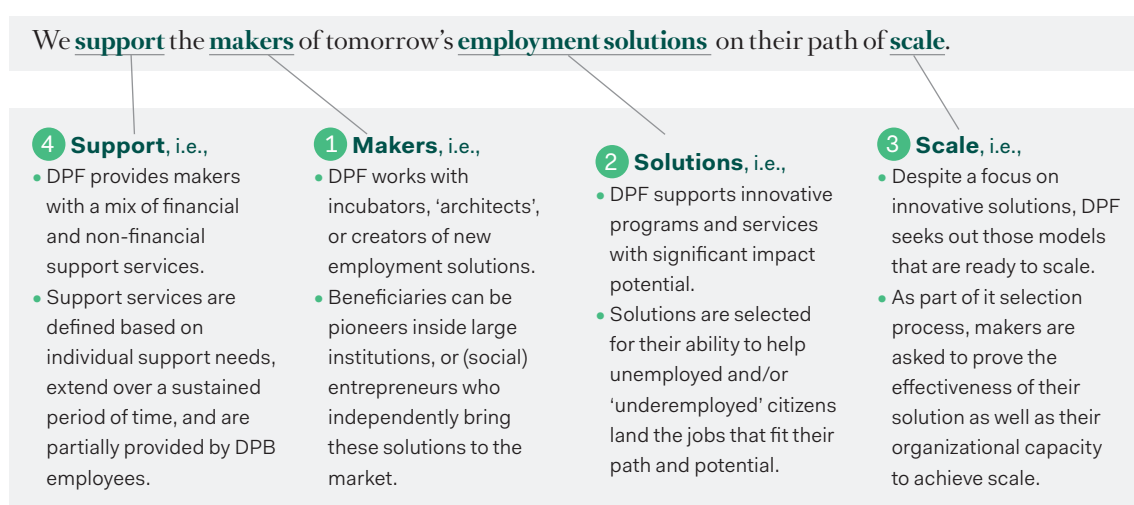 We support the makers of tomorrow's employment solutions on their path of scale.
4 Support, i.e.,
• DPF provides makers
with a mix of financial
and non-financial
support services.
• Support services are
defined based on
individual support needs,
extend over a sustained
period of time, and are
partially provided by DPB
employees.
1 Makers, i.e.,
• DPF works with
incubators, ‘architects’,
or creators of new
employment solutions.
• Beneficiaries can be
pioneers inside large
institutions, or (social)
entrepreneurs who
independently bring
these solutions to the
market.
2 Solutions, i.e.,
• DPF supports innovative
programs and services
with significant impact
potential.
• Solutions are selected
for their ability to help
unemployed and/or
‘underemployed’ citizens
land the jobs that fit their
path and potential.
3 Scale, i.e.,
• Despite a focus on
innovative solutions, DPF
seeks out those models
that are ready to scale.
• As part of it selection
process, makers are
asked to prove the
effectiveness of their
solution as well as their
organizational capacity
to achieve scale.